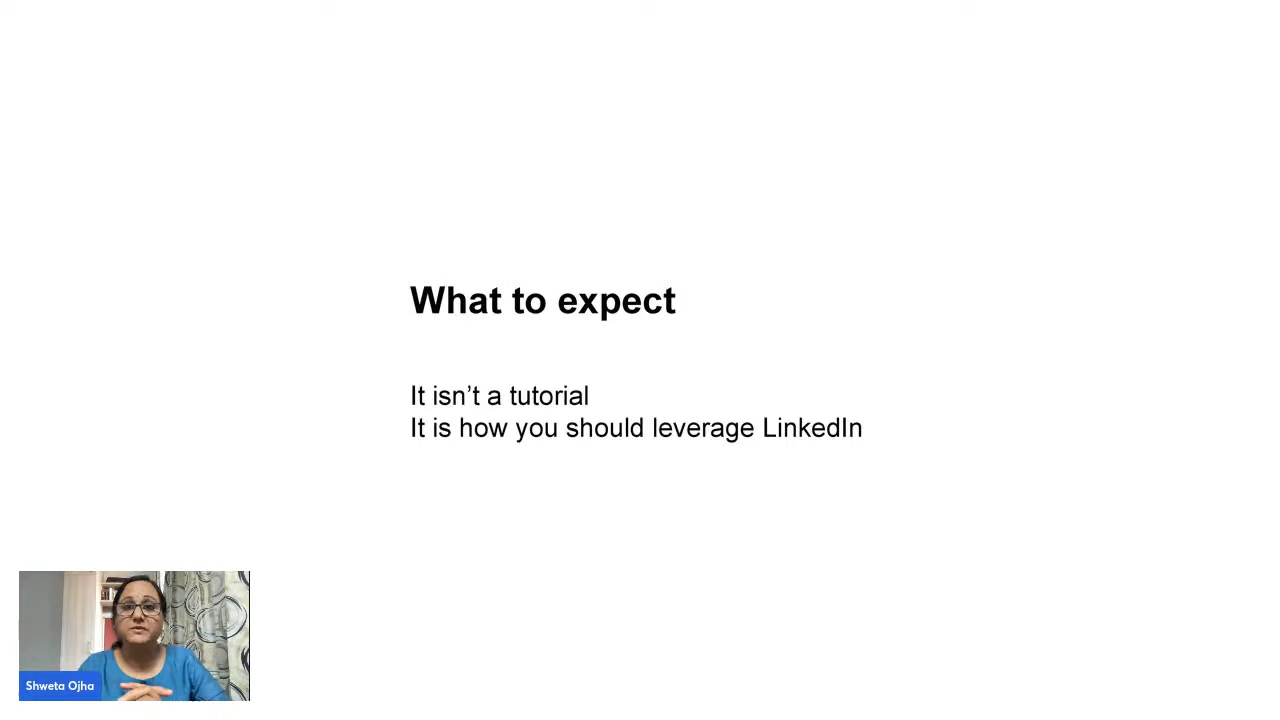 What to expect
It isn’t a tutorial
It is how you should leverage LinkedIn
Shweta Ojha